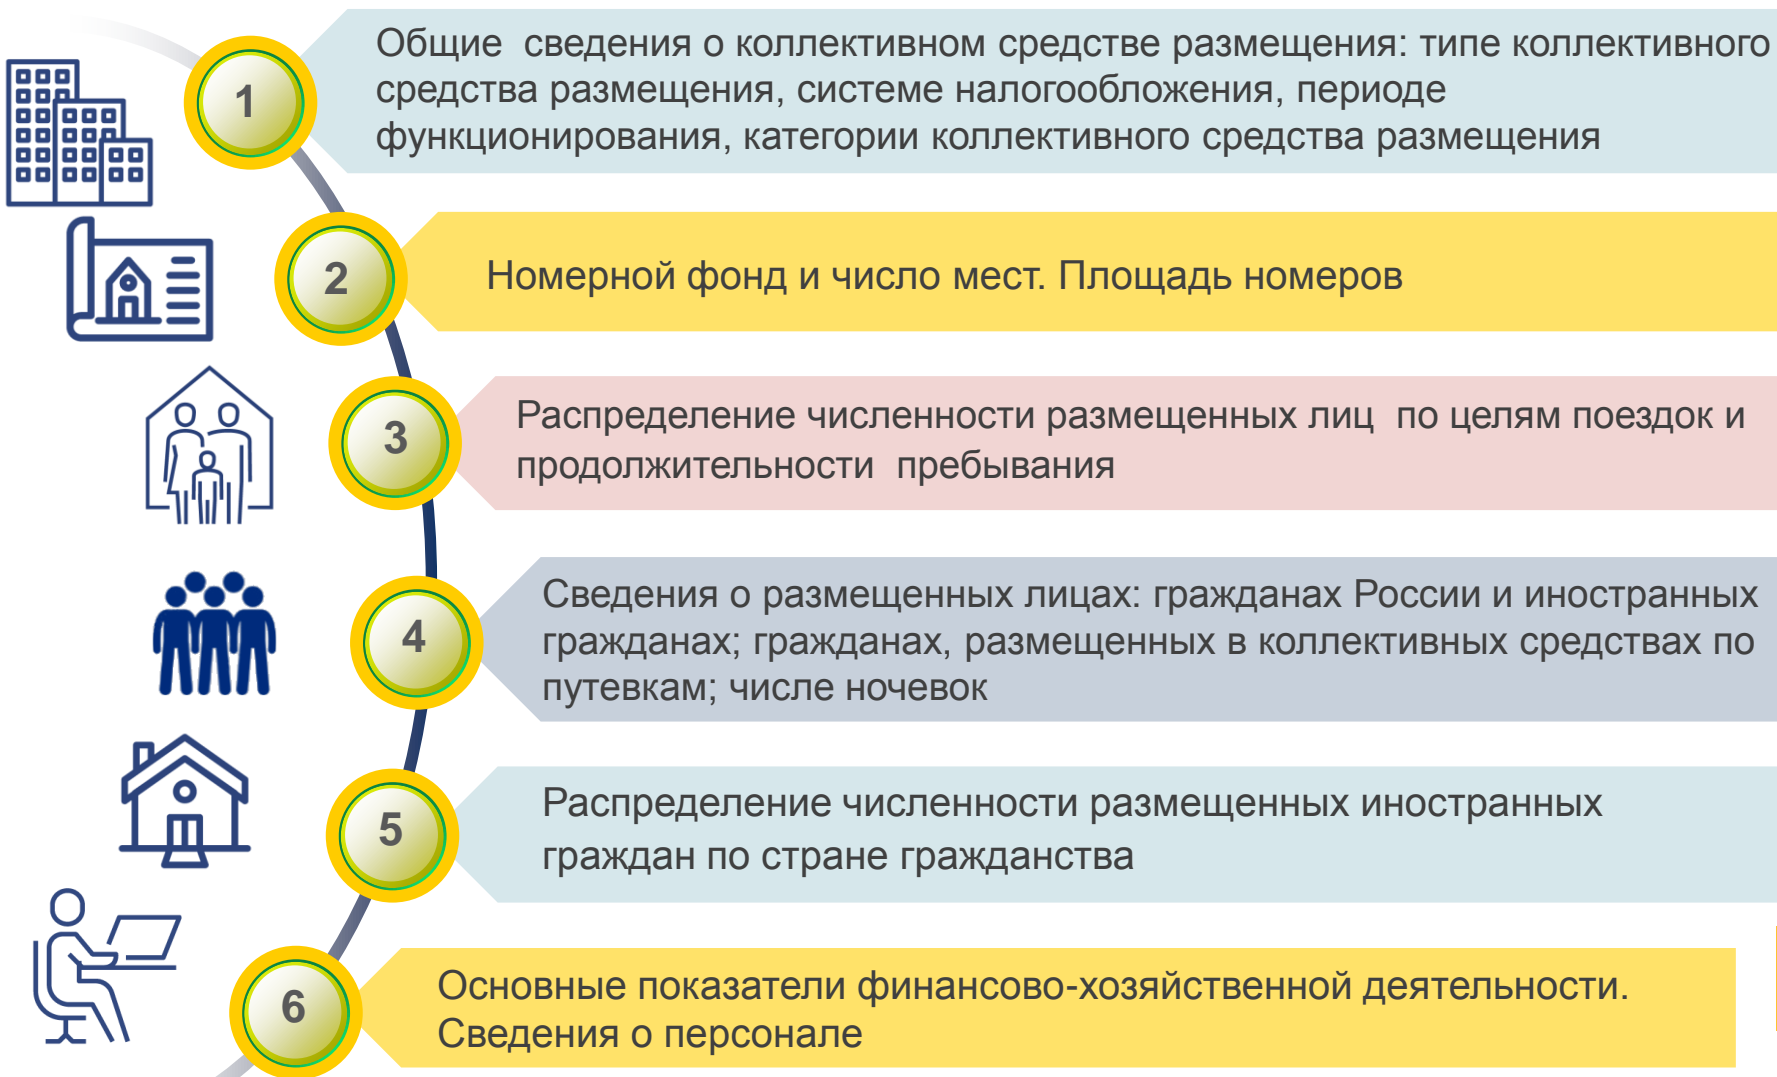 1
Общие сведения о коллективном средстве размещения: типе коллективного
средства размещения, системе налогообложения, периоде
функционирования, категории коллективного средства размещения
2
Номерной фонд и число мест. Площадь номеров
3
Распределение численности размещенных лиц по целям поездок и
продолжительности пребывания
4
Сведения о размещенных лицах: гражданах России и иностранных
гражданах; гражданах, размещенных в коллективных средствах по
путевкам; числе ночевок
5
Распределение численности размещенных иностранных
граждан по стране гражданства
6
Основные показатели финансово-хозяйственной деятельности.
Сведения о персонале